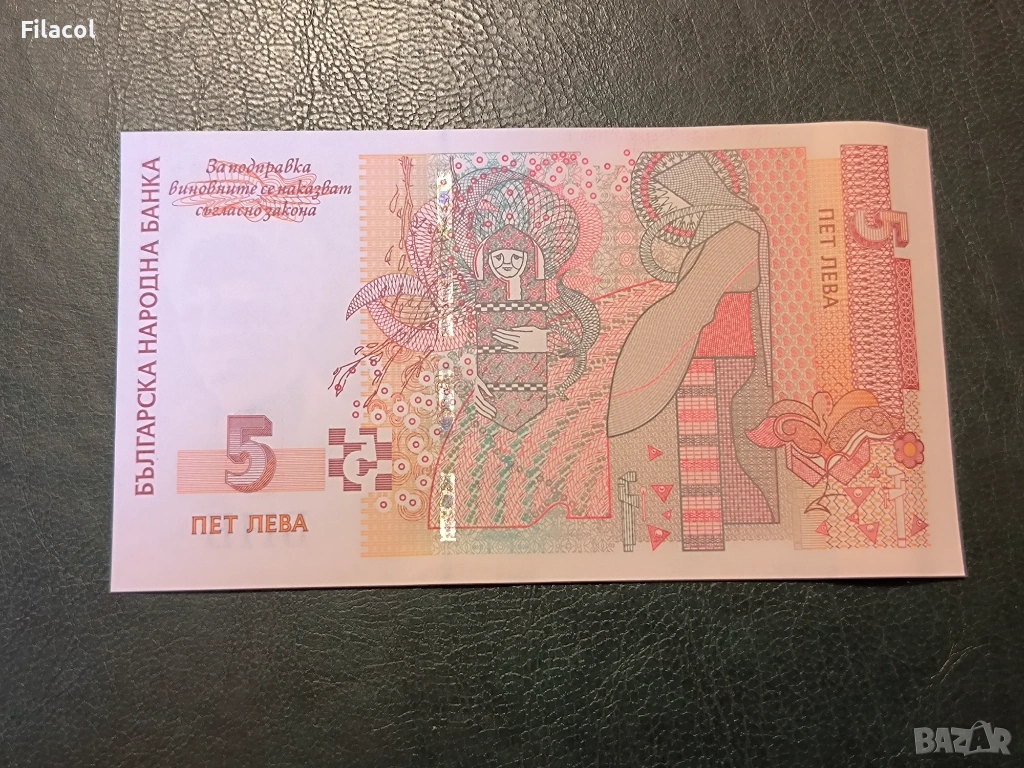 Filacol
За подправка
виновните се наказват
съгласно закона
БЪЛГАРСКА НАРОДНА БАНКА
5
ПЕТ ЛЕВА
5
ПЕТ ЛЕВА
BAZAR